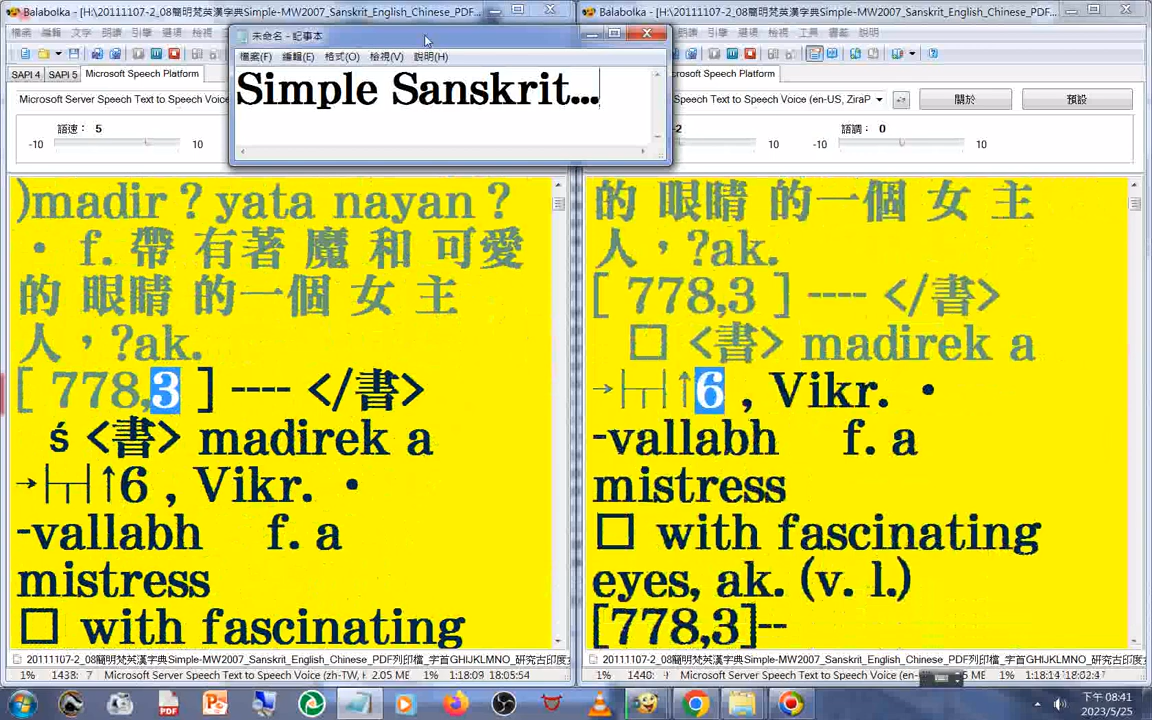 Balabolka - [H:\20111107-2_08簡明梵英漢字典Simple-MW2007_Sanskrit_English_Chinese_PDF...
Balabolka - [H:\20111107-2_08簡明梵英漢字典Simple-MW2007_Sanskrit_English_Chinese_PDF...
未命名 - 記事本
檔案(F) 編輯(E) 格式(O) 檢視(V) 說明(H)
Simple Sanskrit...
SAPI 4 SAPI 5 Microsoft Speech Platform
Speech Platform
Microsoft Server Speech Text to Speech Voice
Speech Text to Speech Voice (en-US, ZiraP
關於 預設
語速： 5
-10 10
-2
10
語調： 0
-10 10
)madir ? yata nayan ?
• f. 帶 有著 魔 和 可愛
的 眼睛 的一個 女 主
人，?ak.
[ 778,3 ] ---- </書>
ś <書> madirek a
→├┬┤↑6 , Vikr. •
-vallabh f. a
mistress
□ with fascinating
的 眼睛 的一個 女 主
人，?ak.
[ 778,3 ] ---- </書>
□ <書> madirek a
→├┬┤↑6 , Vikr. •
-vallabh f. a
mistress
□ with fascinating
eyes, ak. (v. l.)
[778,3]--
20111107-2_08簡明梵英漢字典Simple-MW2007_Sanskrit_English_Chinese_PDF列印檔_字首GHIJKLMNO_研究古印度
20111107-2_08簡明梵英漢字典Simple-MW2007_Sanskrit_English_Chinese_PDF列印檔_字首GHIJKLMNO_研究古印度
1% 1438: 7 Microsoft Server Speech Text to Speech Voice (zh-TW, 2.05 ME 1% 1:18:09 18:05:54
1% 1440: Microsoft Server Speech Text to Speech Voice ME 1% 1:18:14
下午 08:41
2023/5/25